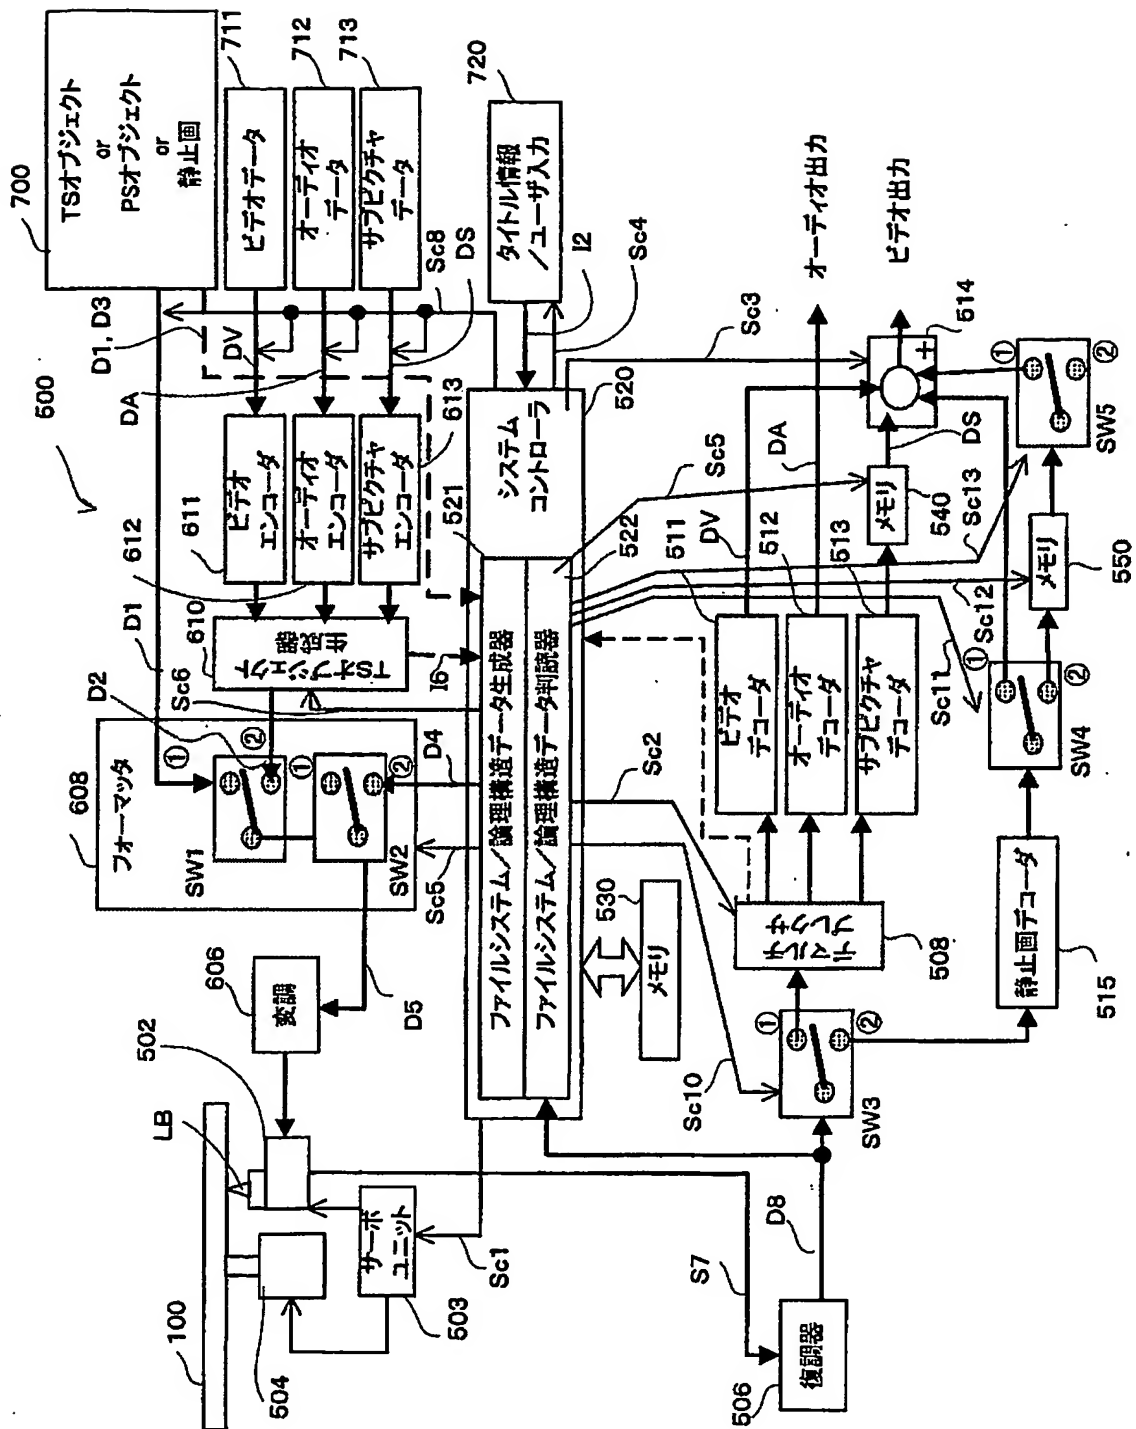 700
TSオブジェクト
or
PSオブジェクト
or
静止画
711
ビデオデータ
712
オーディオ
データ
713
サブピクチャ
データ
720
タイトル情報
/ユーザ入力
D1, D3
DV
DA
DS
Sc8
I2
Sc4
500
611
ビデオ
エンコーダ
612
オーディオ
エンコーダ
613
サブピクチャ
エンコーダ
610
TSオブジェクト
生成器
D1
Sc6
D2
I6
608
フォーマッタ
①
②
SW1
①
②
SW2
D4
Sc5
D5
606
変調
502
LB
100
504
サーボ
ユニット
503
Sc1
521
ファイルシステム/論理構造データ生成器
ファイルシステム/論理構造データ判読器
522
システム
コントローラ
520
530
メモリ
Sc2
Sc10
Sc3
Sc5
オーディオ出力
ビデオ出力
514
+
①
②
SW5
DS
DA
DV
メモリ
540
511
ビデオ
デコーダ
512
オーディオ
デコーダ
513
サブピクチャ
デコーダ
Sc13
Sc12
Sc11
メモリ
550
①
②
SW4
デマルチ
プレクサ
508
静止画デコーダ
515
①
②
SW3
S7
D8
復調器
506